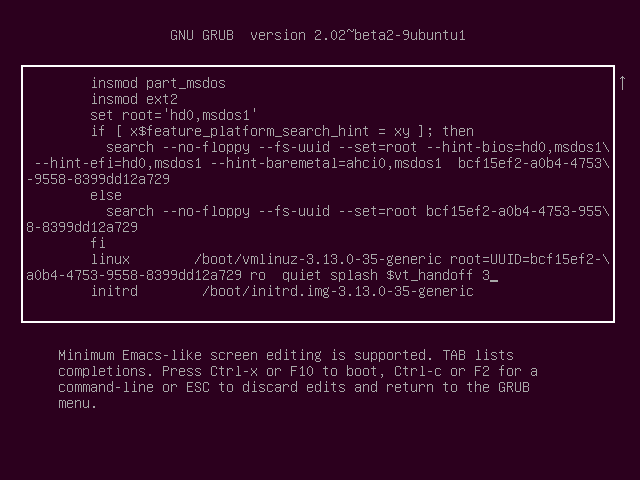 GNU GRUB  version 2.02~beta2-9ubuntu1
↑
insmod part_msdos
insmod ext2
set root='hd0,msdos1'
if [ x$feature_platform_search_hint = xy ]; then
search --no-floppy --fs-uuid --set=root --hint-bios=hd0,msdos1\
--hint-efi=hd0,msdos1 --hint-baremetal=ahci0,msdos1  bcf15ef2-a0b4-4753\
-9558-8399dd12a729
else
search --no-floppy --fs-uuid --set=root bcf15ef2-a0b4-4753-955\
8-8399dd12a729
fi
linux        /boot/vmlinuz-3.13.0-35-generic root=UUID=bcf15ef2-\
a0b4-4753-9558-8399dd12a729 ro  quiet splash $vt_handoff 3_
initrd        /boot/initrd.img-3.13.0-35-generic
Minimum Emacs-like screen editing is supported. TAB lists
completions. Press Ctrl-x or F10 to boot, Ctrl-c or F2 for a
command-line or ESC to discard edits and return to the GRUB
menu.